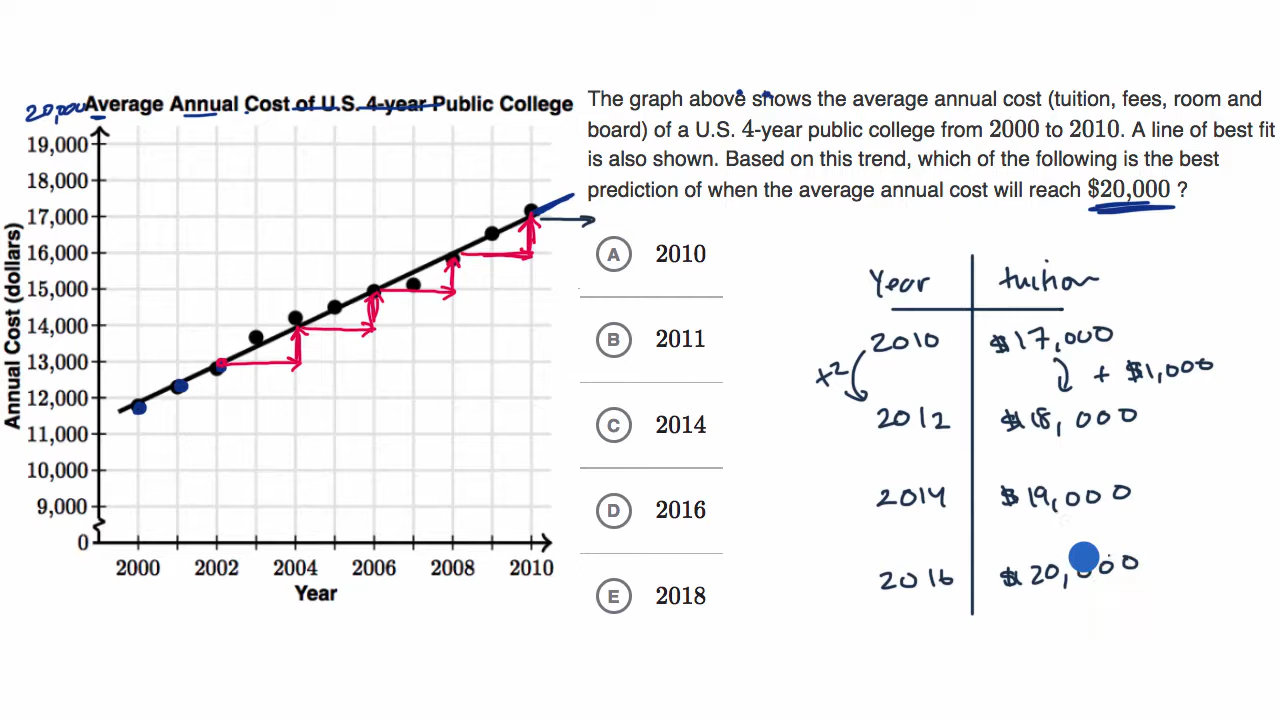 20,000
Average Annual Cost of U.S. 4-year Public College
19,000
18,000
17,000
16,000
15,000
14,000
13,000
12,000
11,000
10,000
9,000
0
Annual Cost (dollars)
2000 2002 2004 2006 2008 2010
Year
The graph above shows the average annual cost (tuition, fees, room and
board) of a U.S. 4-year public college from 2000 to 2010. A line of best fit
is also shown. Based on this trend, which of the following is the best
prediction of when the average annual cost will reach $20,000 ?
A 2010
B 2011
C 2014
D 2016
E 2018
Year tuition
2010 $17,000
+2 + $1,000
2012 $18,000
2014 $19,000
2016 $20,000